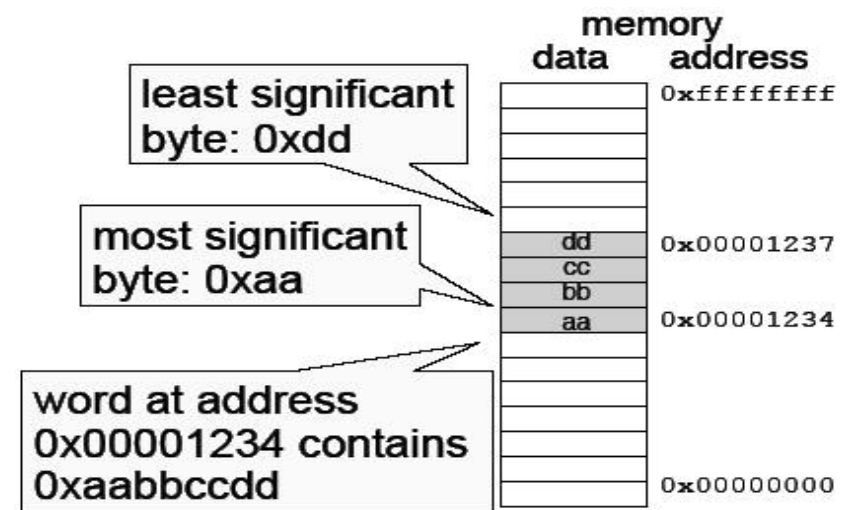 memory
data address
0xffffffff
least significant
byte: 0xdd
most significant
byte: 0xaa
dd 0x00001237
cc
bb
aa 0x00001234
word at address
0x00001234 contains
0xaabbccdd
0x00000000